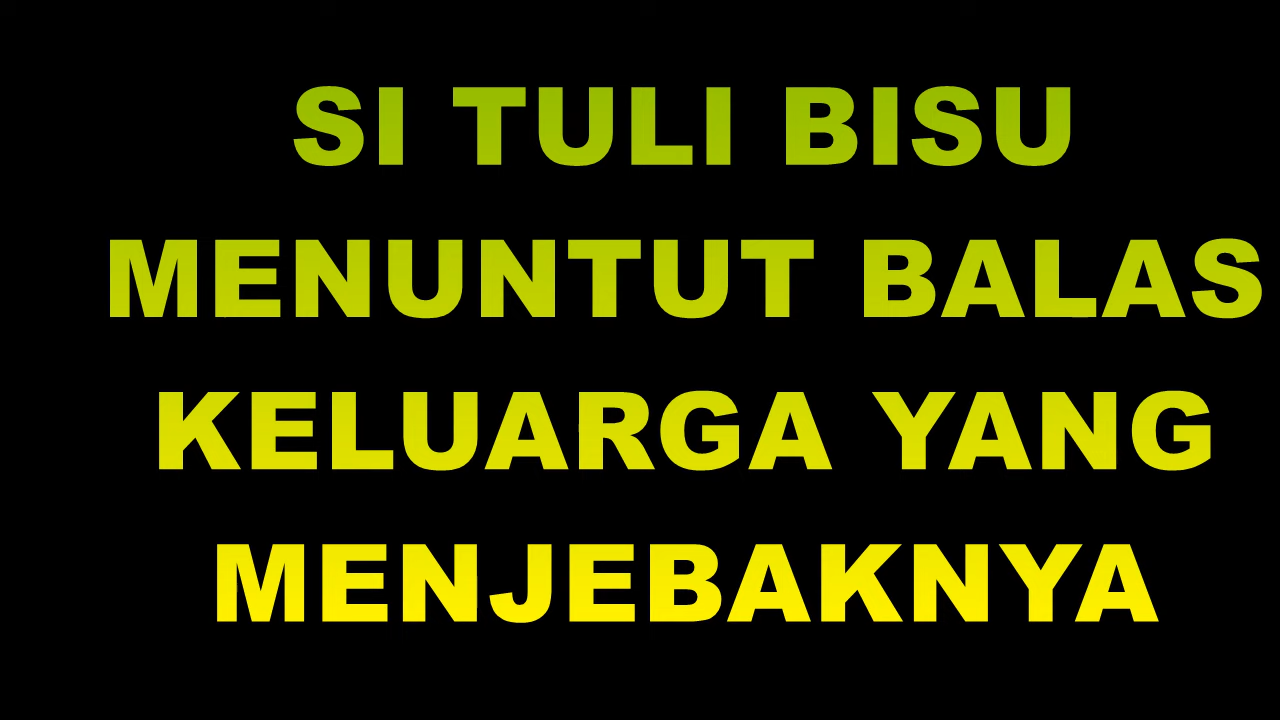 SI TULI BISU
MENUNTUT BALAS
KELUARGA YANG
MENJEBAKNYA